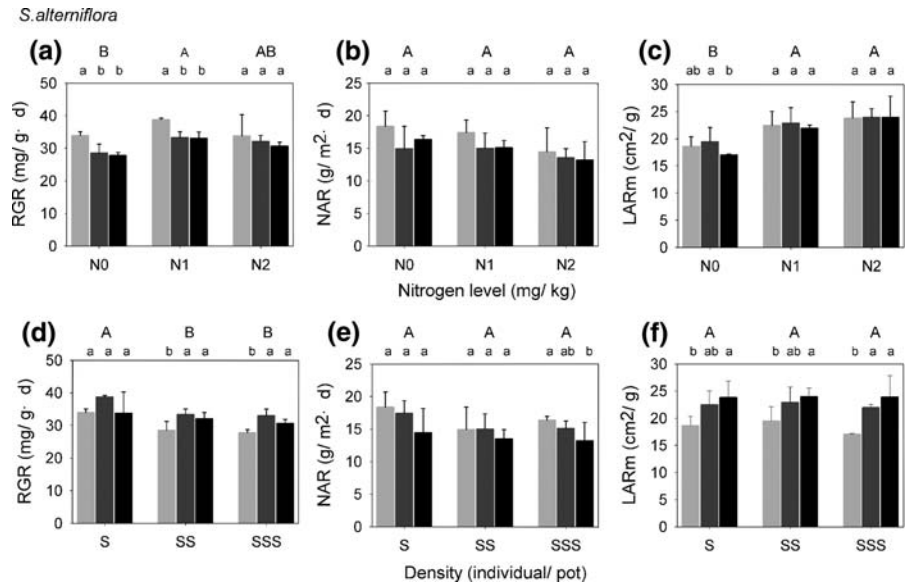 S.alterniflora
(a) B A AB
a b b a b b a a a
50
40
30
20
10
0
RGR (mg/ g· d)
N0 N1 N2
(b) A A A
a a a a a a a a a
25
20
15
10
5
0
NAR (g/ m2· d)
N0 N1 N2
(c) B A A
ab a b a a a a a a
30
25
20
15
10
5
0
LARm (cm2/ g)
N0 N1 N2
Nitrogen level (mg/ kg)
(d) A B B
a a a b a a b a a
50
40
30
20
10
0
RGR (mg/ g· d)
S SS SSS
(e) A A A
a a a a a a a ab b
25
20
15
10
5
0
NAR (g/ m2· d)
S SS SSS
(f) A A A
b ab a b ab a b a a
30
25
20
15
10
5
0
LARm (cm2/ g)
S SS SSS
Density (individual/ pot)